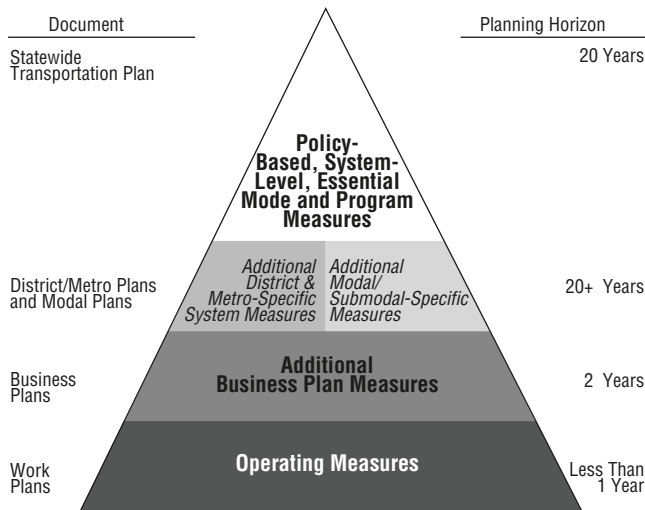 Document
Planning Horizon
Statewide
Transportation Plan
20 Years
Policy-
Based, System-
Level, Essential
Mode and Program
Measures
District/Metro Plans
and Modal Plans
Additional
District &
Metro-Specific
System Measures
Additional
Modal/
Submodal-Specific
Measures
20+ Years
Business
Plans
Additional
Business Plan Measures
2 Years
Work
Plans
Operating Measures
Less Than
1 Year